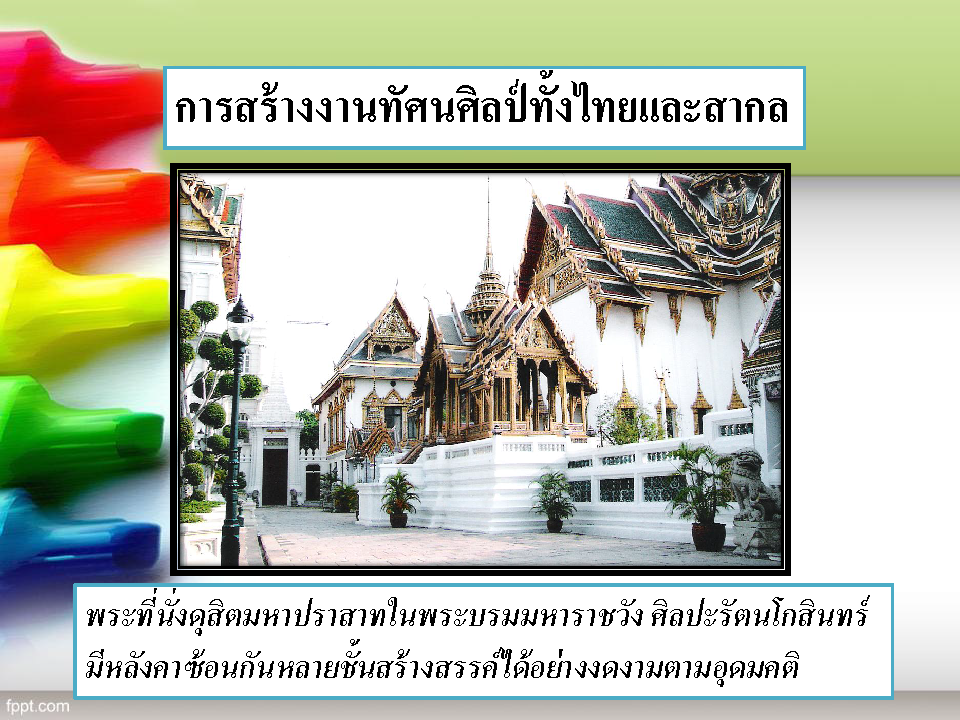 การสร้างงานทัศนศิลป์ทั้งไทยและสากล
พระที่นั่งดุสิตมหาปราสาทในพระบรมมหาราชวัง ศิลปะรัตนโกสินทร์
มีหลังคาซ้อนกันหลายชั้นสร้างสรรค์ได้อย่างงดงามตามอุดมคติ
fppt.com